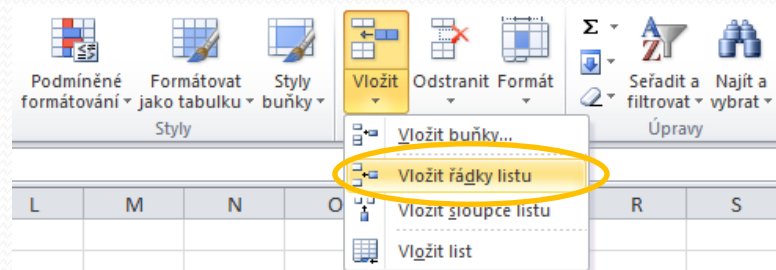 Podmíněné formátování Formátovat jako tabulku Styly buňky
Styly
Vložit Odstranit Formát
Σ
Seřadit a filtrovat Najít a vybrat
Úpravy
Vložit buňky...
Vložit řádky listu
Vložit sloupce listu
Vložit list
L M N O R S